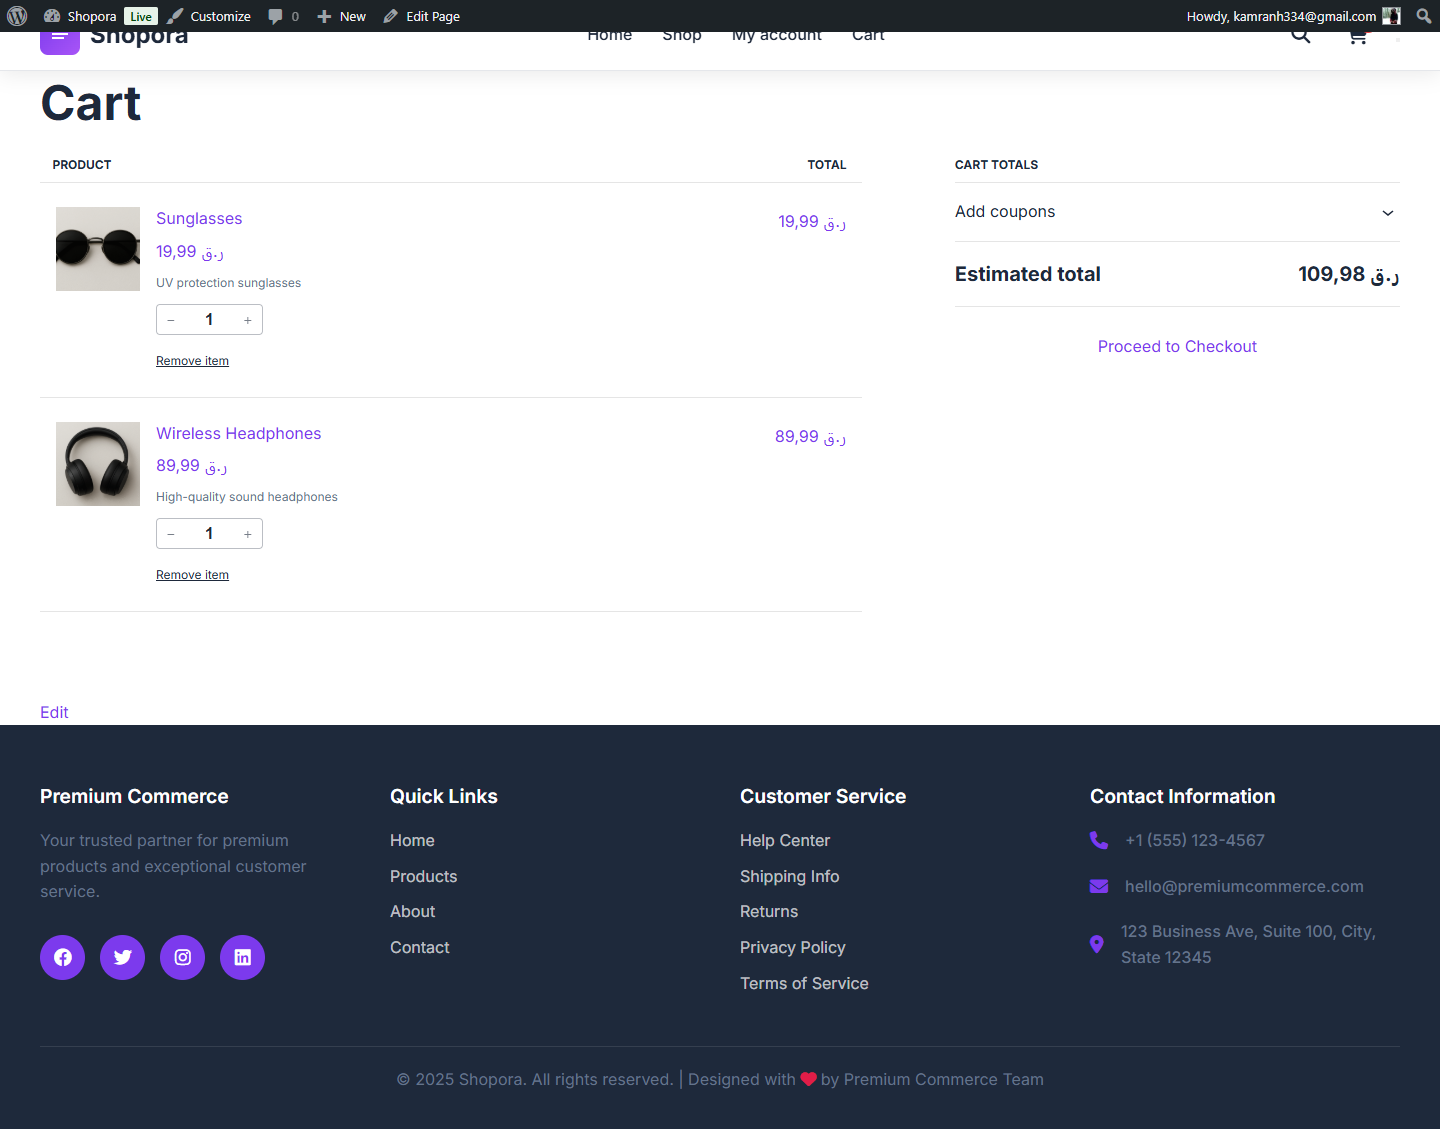 Shopora Live Customize 0 New Edit Page Howdy, kamranh334@gmail.com
Shopora Home Shop My account Cart
Cart
PRODUCT TOTAL CART TOTALS
Sunglasses 19,99 ر.ق
19,99 ر.ق
UV protection sunglasses
− 1 +
Remove item
Add coupons
Estimated total 109,98 ر.ق
Proceed to Checkout
Wireless Headphones 89,99 ر.ق
89,99 ر.ق
High-quality sound headphones
− 1 +
Remove item
Edit
Premium Commerce
Your trusted partner for premium
products and exceptional customer
service.
Quick Links
Home
Products
About
Contact
Customer Service
Help Center
Shipping Info
Returns
Privacy Policy
Terms of Service
Contact Information
+1 (555) 123-4567
hello@premiumcommerce.com
123 Business Ave, Suite 100, City,
State 12345
© 2025 Shopora. All rights reserved. | Designed with ❤ by Premium Commerce Team